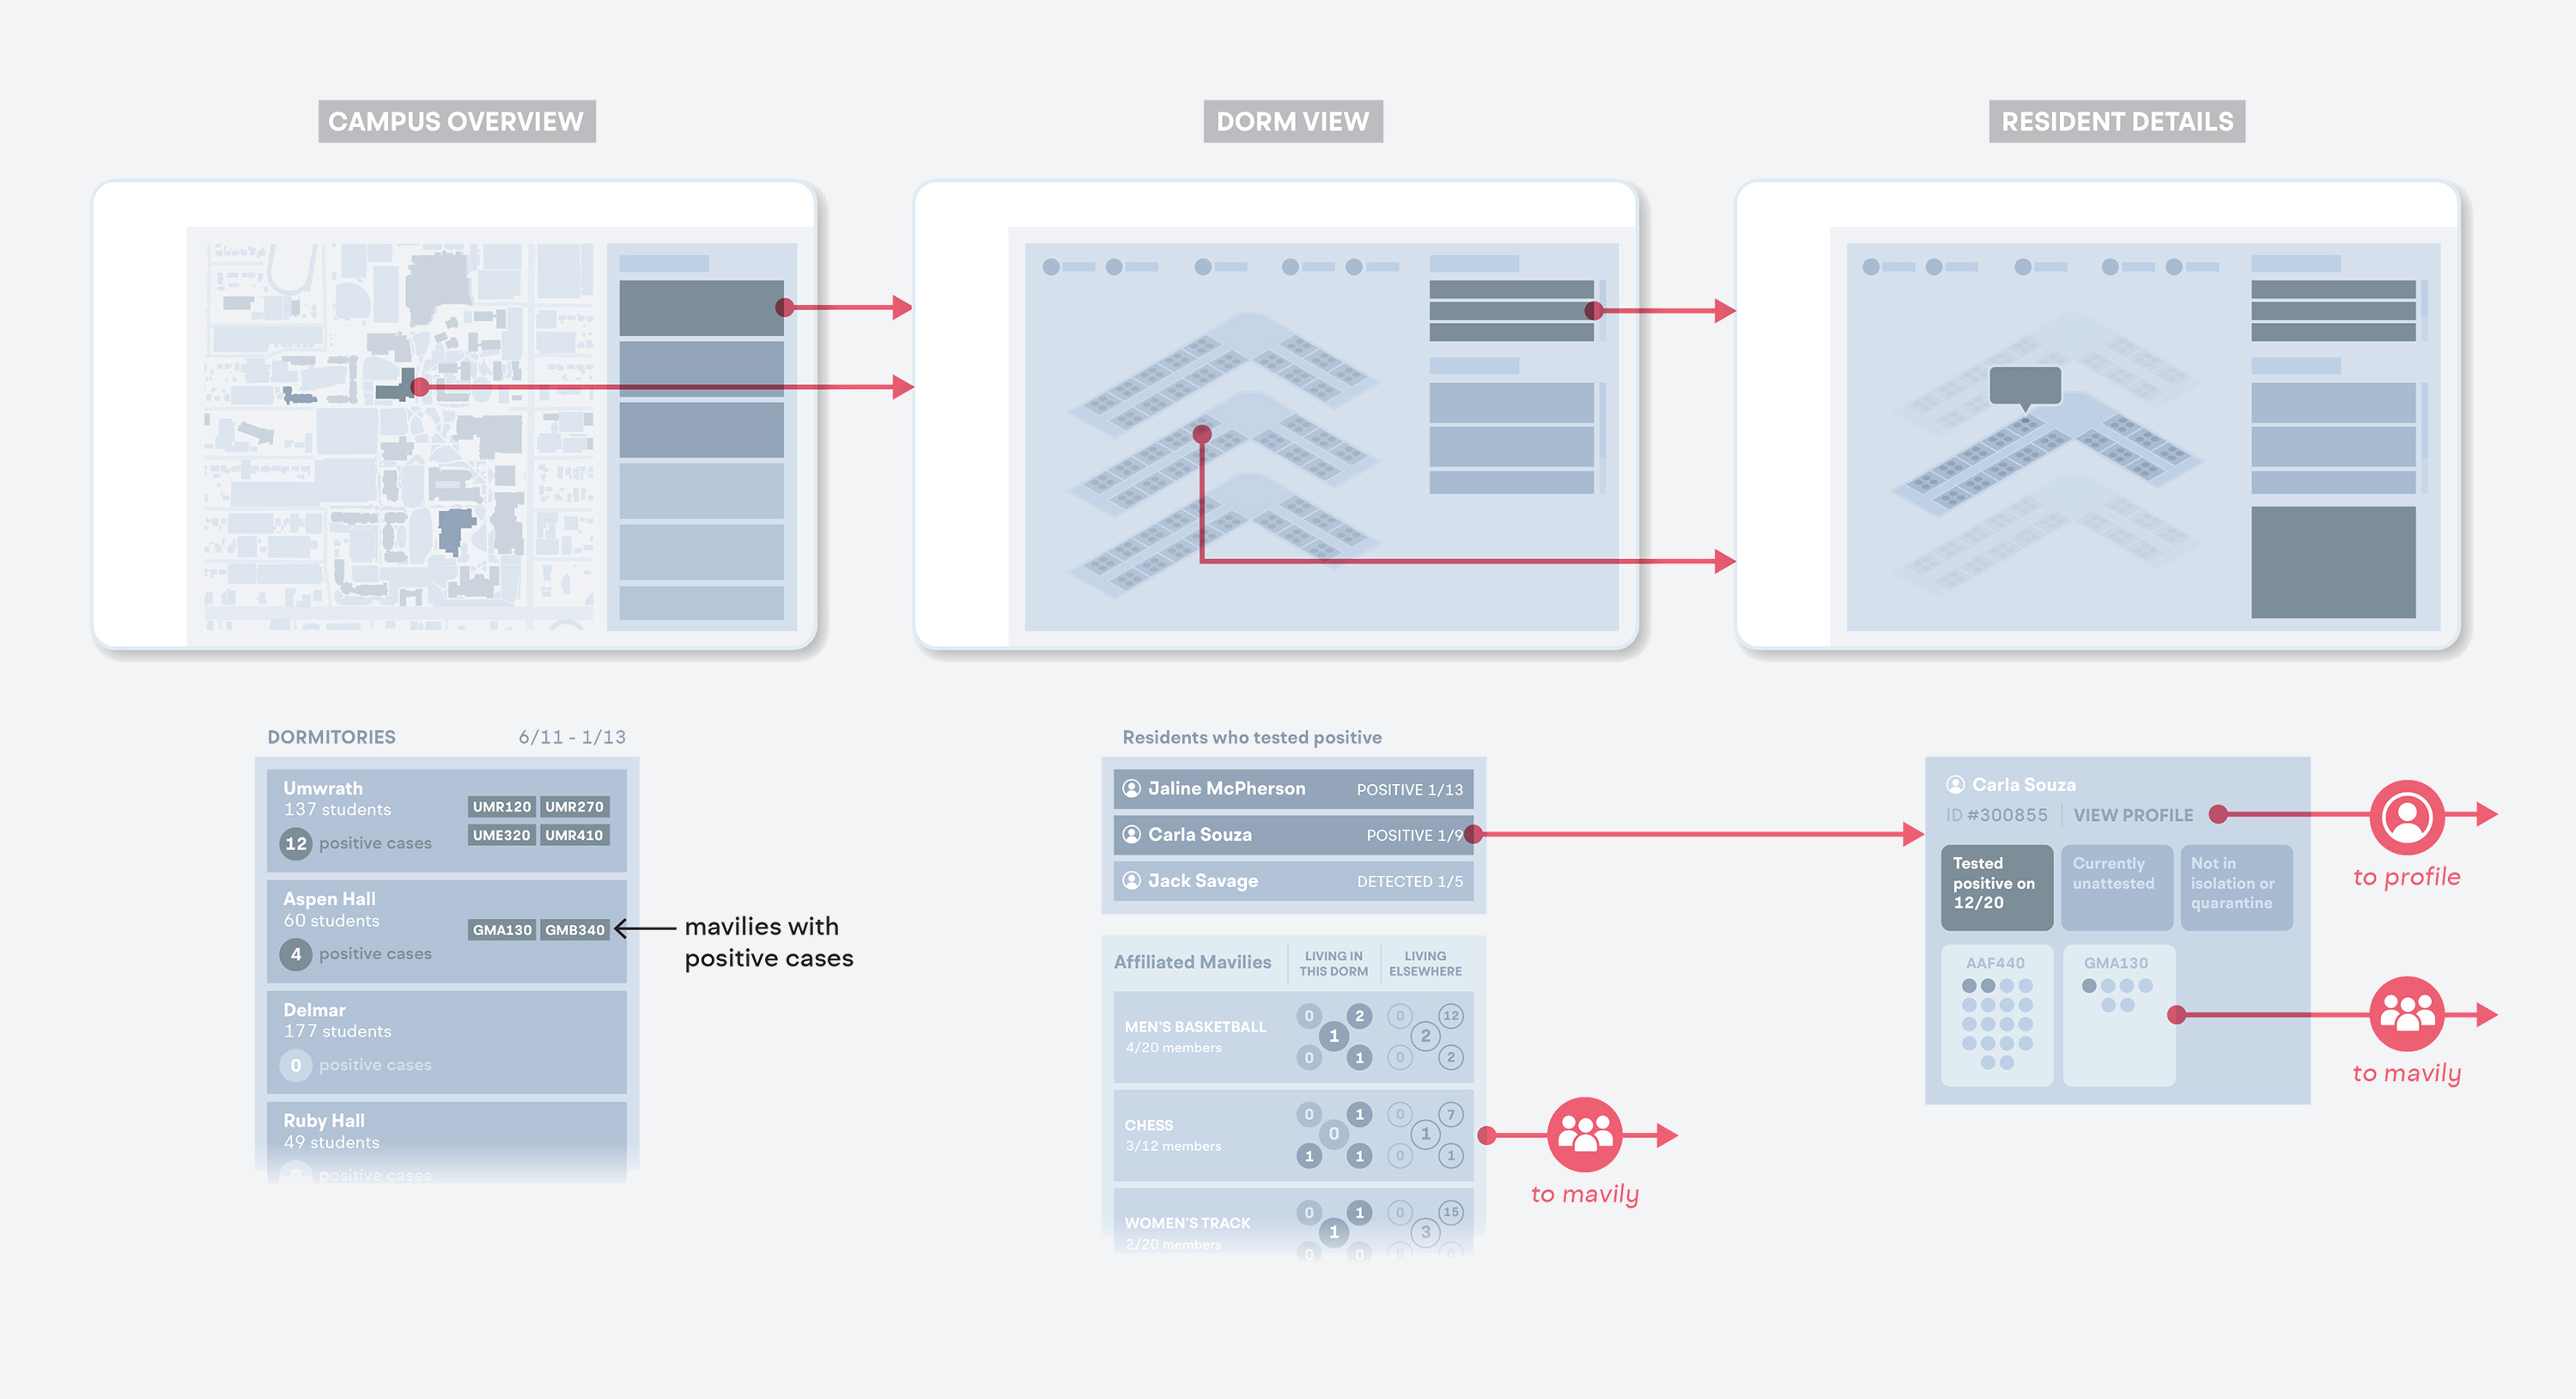 CAMPUS OVERVIEW
DORM VIEW
RESIDENT DETAILS
DORMITORIES 6/11 - 1/13
Umwrath
137 students
12 positive cases
UMR120 UMR270
UME320 UMR410
Aspen Hall
60 students
4 positive cases
GMA130 GMB340
mavilies with
positive cases
Delmar
177 students
0 positive cases
Ruby Hall
49 students
positive cases
Residents who tested positive
Jaline McPherson POSITIVE 1/13
Carla Souza POSITIVE 1/9
Jack Savage DETECTED 1/5
Affiliated Mavilies
LIVING IN
THIS DORM
LIVING
ELSEWHERE
MEN'S BASKETBALL
4/20 members
0 2 0 12
1 2
0 1 0 2
CHESS
3/12 members
0 1 0 7
0 1
1 1 0 1
WOMEN'S TRACK
2/20 members
0 1 0 15
1 3
0 0 0 0
to mavily
Carla Souza
ID #300855 VIEW PROFILE
Tested
positive on
12/20
Currently
unattested
Not in
isolation or
quarantine
AAF440
GMA130
to profile
to mavily